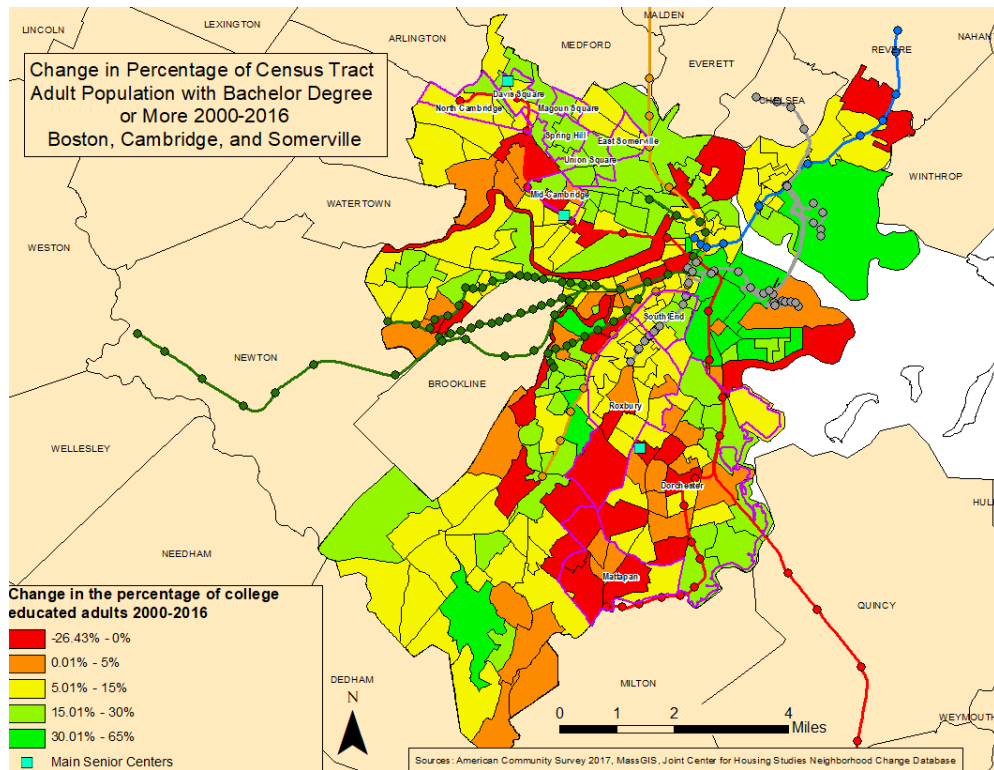 LINCOLN
LEXINGTON
ARLINGTON
MEDFORD
MALDEN
EVERETT
REVERE
NAHANT
Change in Percentage of Census Tract
Adult Population with Bachelor Degree
or More 2000-2016
Boston, Cambridge, and Somerville
CHELSEA
Davis Square
North Cambridge
Magoun Square
Spring Hill
East Somerville
Union Square
WINTHROP
Mid-Cambridge
WATERTOWN
WESTON
South End
NEWTON
BROOKLINE
Roxbury
WELLESLEY
Dorchester
HULL
NEEDHAM
Mattapan
QUINCY
Change in the percentage of college
educated adults 2000-2016
-26.43% - 0%
0.01% - 5%
5.01% - 15%
15.01% - 30%
30.01% - 65%
Main Senior Centers
DEDHAM
N
MILTON
WEYMOUTH
0 1 2 4
Miles
Sources: American Community Survey 2017, MassGIS, Joint Center for Housing Studies Neighborhood Change Database